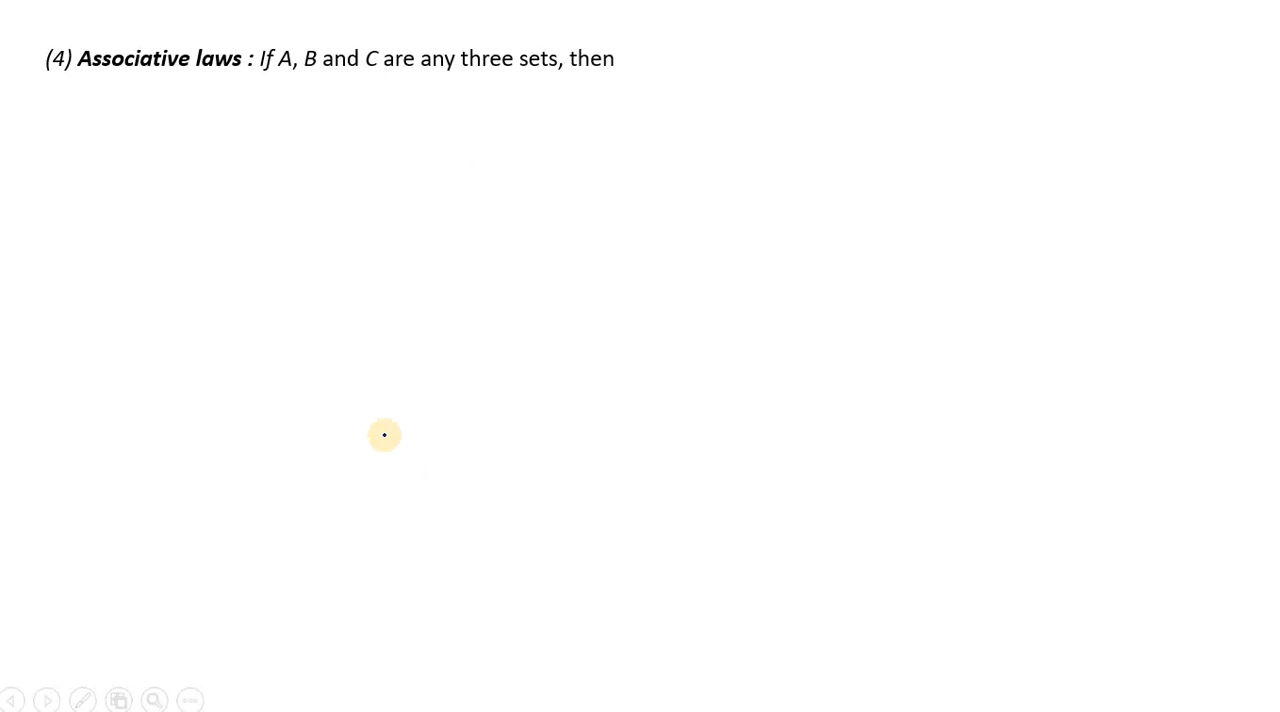 (4) Associative laws : If A, B and C are any three sets, then